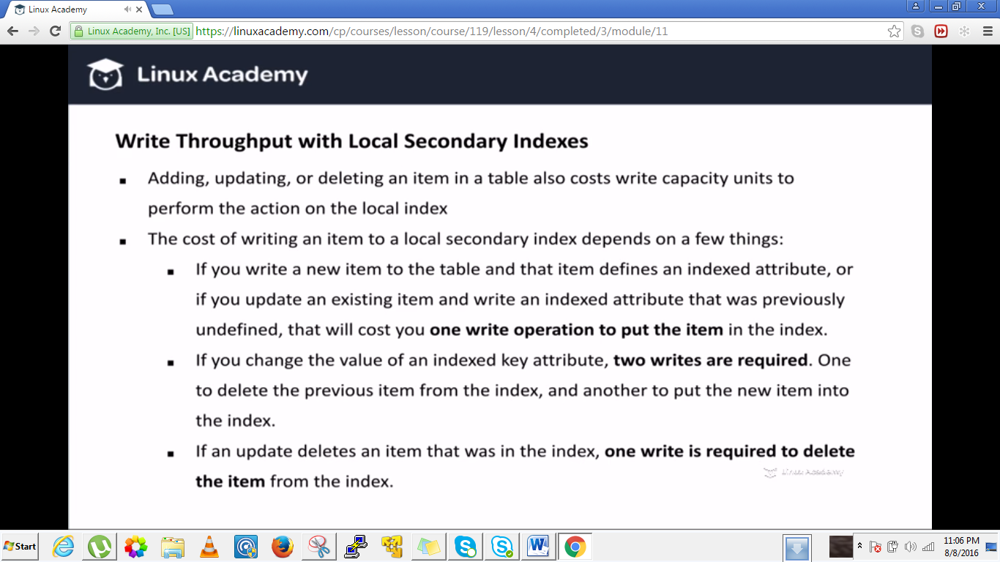 Linux Academy
Linux Academy, Inc. [US] https://linuxacademy.com/cp/courses/lesson/course/119/lesson/4/completed/3/module/11
Linux Academy
Write Throughput with Local Secondary Indexes
Adding, updating, or deleting an item in a table also costs write capacity units to
perform the action on the local index
The cost of writing an item to a local secondary index depends on a few things:
If you write a new item to the table and that item defines an indexed attribute, or
if you update an existing item and write an indexed attribute that was previously
undefined, that will cost you one write operation to put the item in the index.
If you change the value of an indexed key attribute, two writes are required. One
to delete the previous item from the index, and another to put the new item into
the index.
If an update deletes an item that was in the index, one write is required to delete
the item from the index.
Linux Academy
Start
11:06 PM
8/8/2016